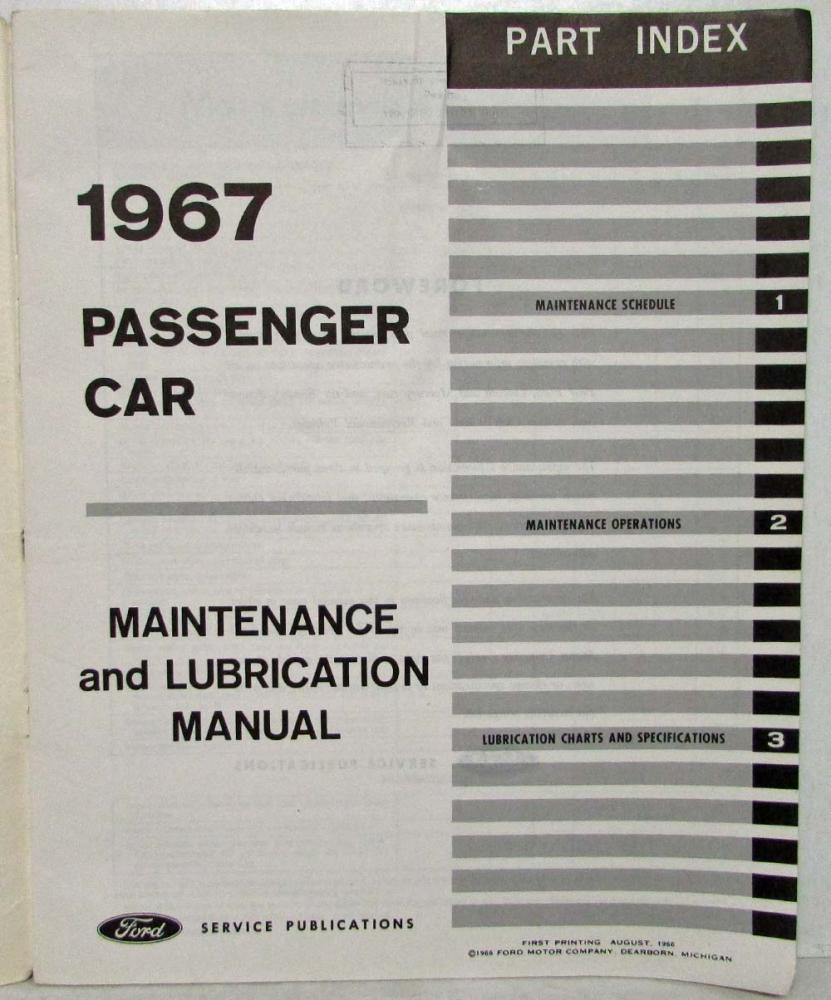 PART INDEX
1967
PASSENGER
CAR
MAINTENANCE
and LUBRICATION
MANUAL
MAINTENANCE SCHEDULE 1
MAINTENANCE OPERATIONS 2
LUBRICATION CHARTS AND SPECIFICATIONS 3
Ford SERVICE PUBLICATIONS
FIRST PRINTING AUGUST, 1966
©1966 FORD MOTOR COMPANY, DEARBORN, MICHIGAN